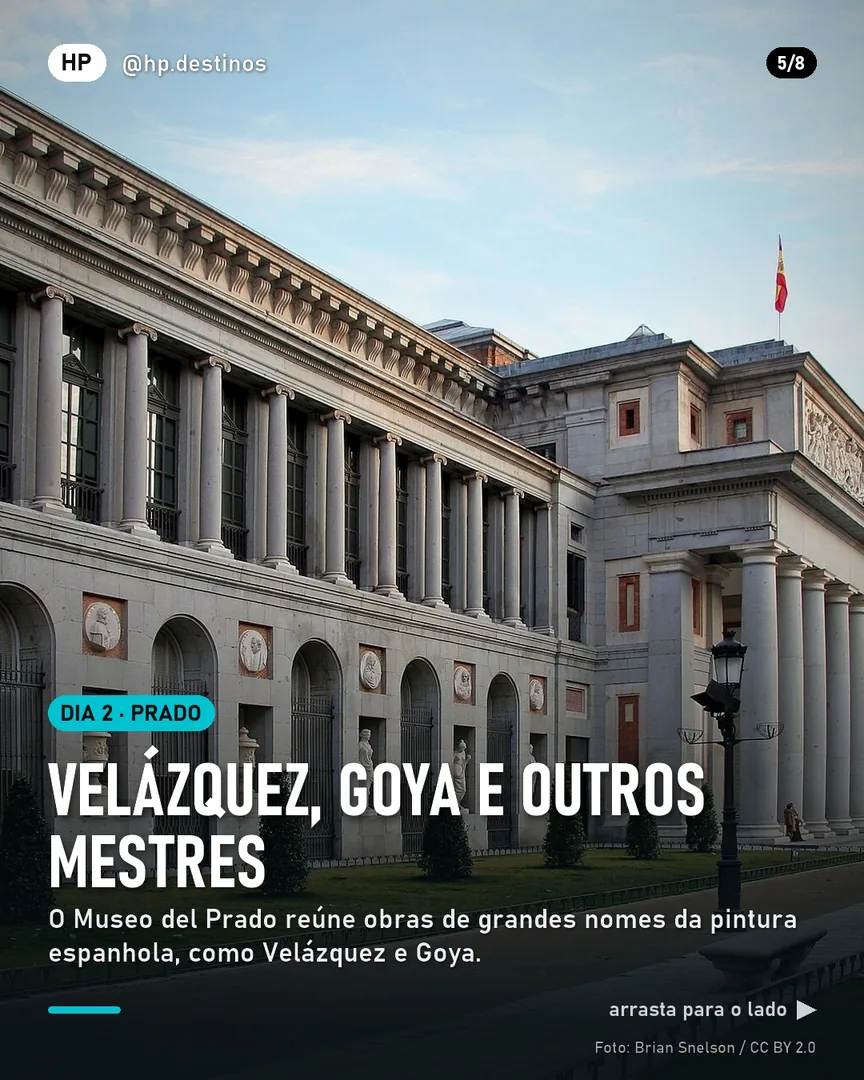 HP @hp.destinos 5/8
DIA 2 · PRADO
VELÁZQUEZ, GOYA E OUTROS
MESTRES
O Museo del Prado reúne obras de grandes nomes da pintura
espanhola, como Velázquez e Goya.
arrasta para o lado ▶
Foto: Brian Snelson / CC BY 2.0